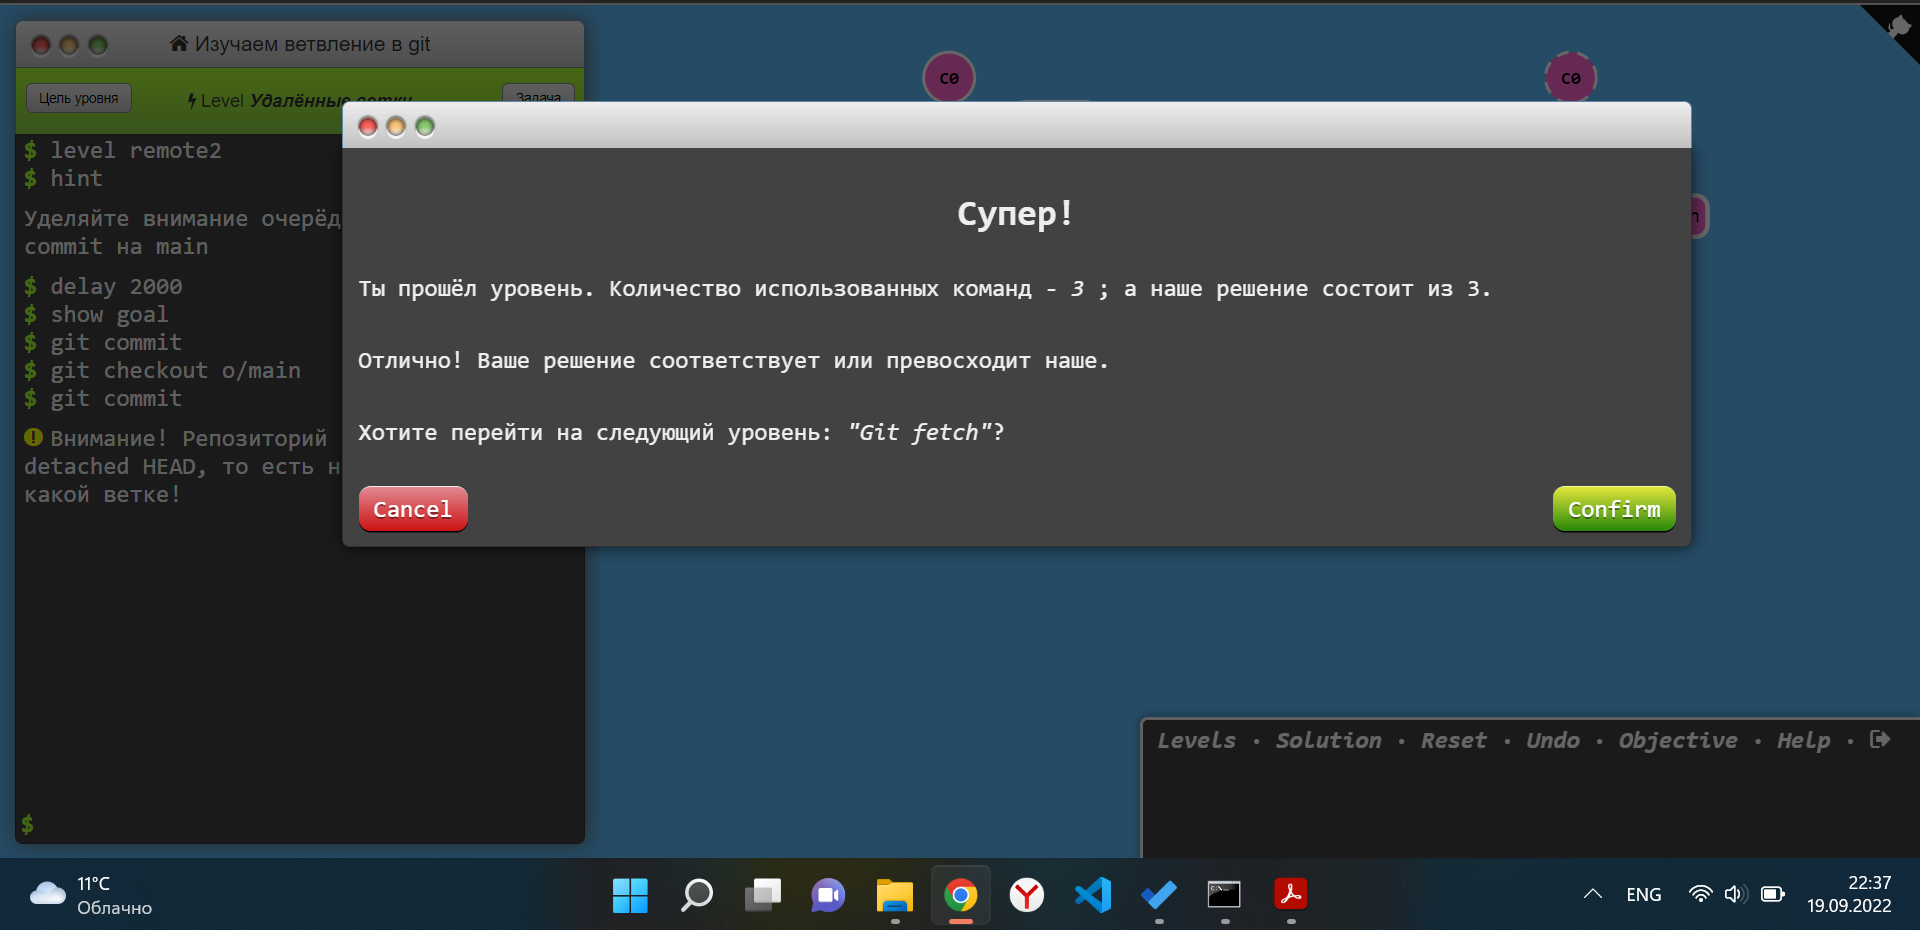 Изучаем ветвление в git
Цель уровня
Level Удалённые ветки
Задача
$ level remote2
$ hint
Уделяйте внимание очерёд
commit на main
$ delay 2000
$ show goal
$ git commit
$ git checkout o/main
$ git commit
Внимание! Репозиторий
detached HEAD, то есть н
какой ветке!
$
C0
C0
Супер!
Ты прошёл уровень. Количество использованных команд - 3 ; а наше решение состоит из 3.
Отлично! Ваше решение соответствует или превосходит наше.
Хотите перейти на следующий уровень: "Git fetch"?
Cancel
Confirm
Levels · Solution · Reset · Undo · Objective · Help ·
11°C
Облачно
ENG
22:37
19.09.2022